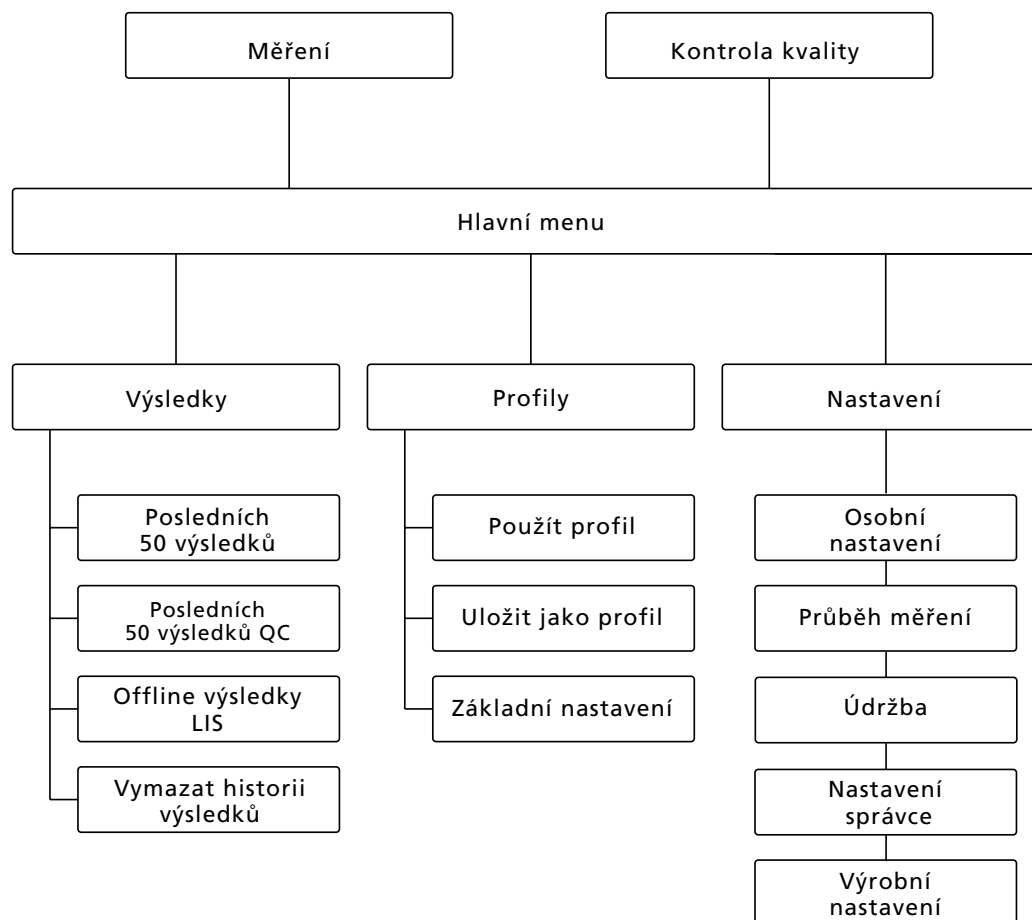 Měření
Kontrola kvality
Hlavní menu
Výsledky
Profily
Nastavení
Posledních
50 výsledků
Posledních
50 výsledků QC
Offline výsledky
LIS
Vymazat historii
výsledků
Použít profil
Uložit jako profil
Základní nastavení
Osobní
nastavení
Průběh měření
Údržba
Nastavení
správce
Výrobní
nastavení